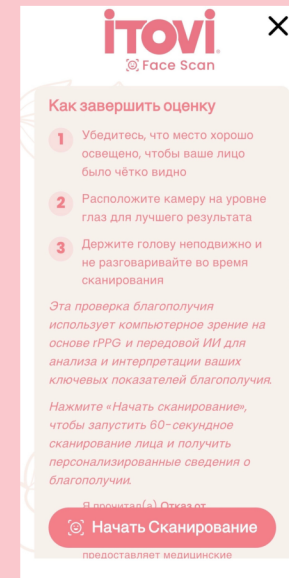 iTOVi
Face Scan
Как завершить оценку
1 Убедитесь, что место хорошо
освещено, чтобы ваше лицо
было чётко видно
2 Расположите камеру на уровне
глаз для лучшего результата
3 Держите голову неподвижно и
не разговаривайте во время
сканирования
Эта проверка благополучия
использует компьютерное зрение на
основе rPPG и передовой ИИ для
анализа и интерпретации ваших
ключевых показателей благополучия.
Нажмите «Начать сканирование»,
чтобы запустить 60-секундное
сканирование лица и получить
персонализированные сведения о
благополучии.
Я прочитал(а) Отказ от
Начать Сканирование
предоставляет медицинские